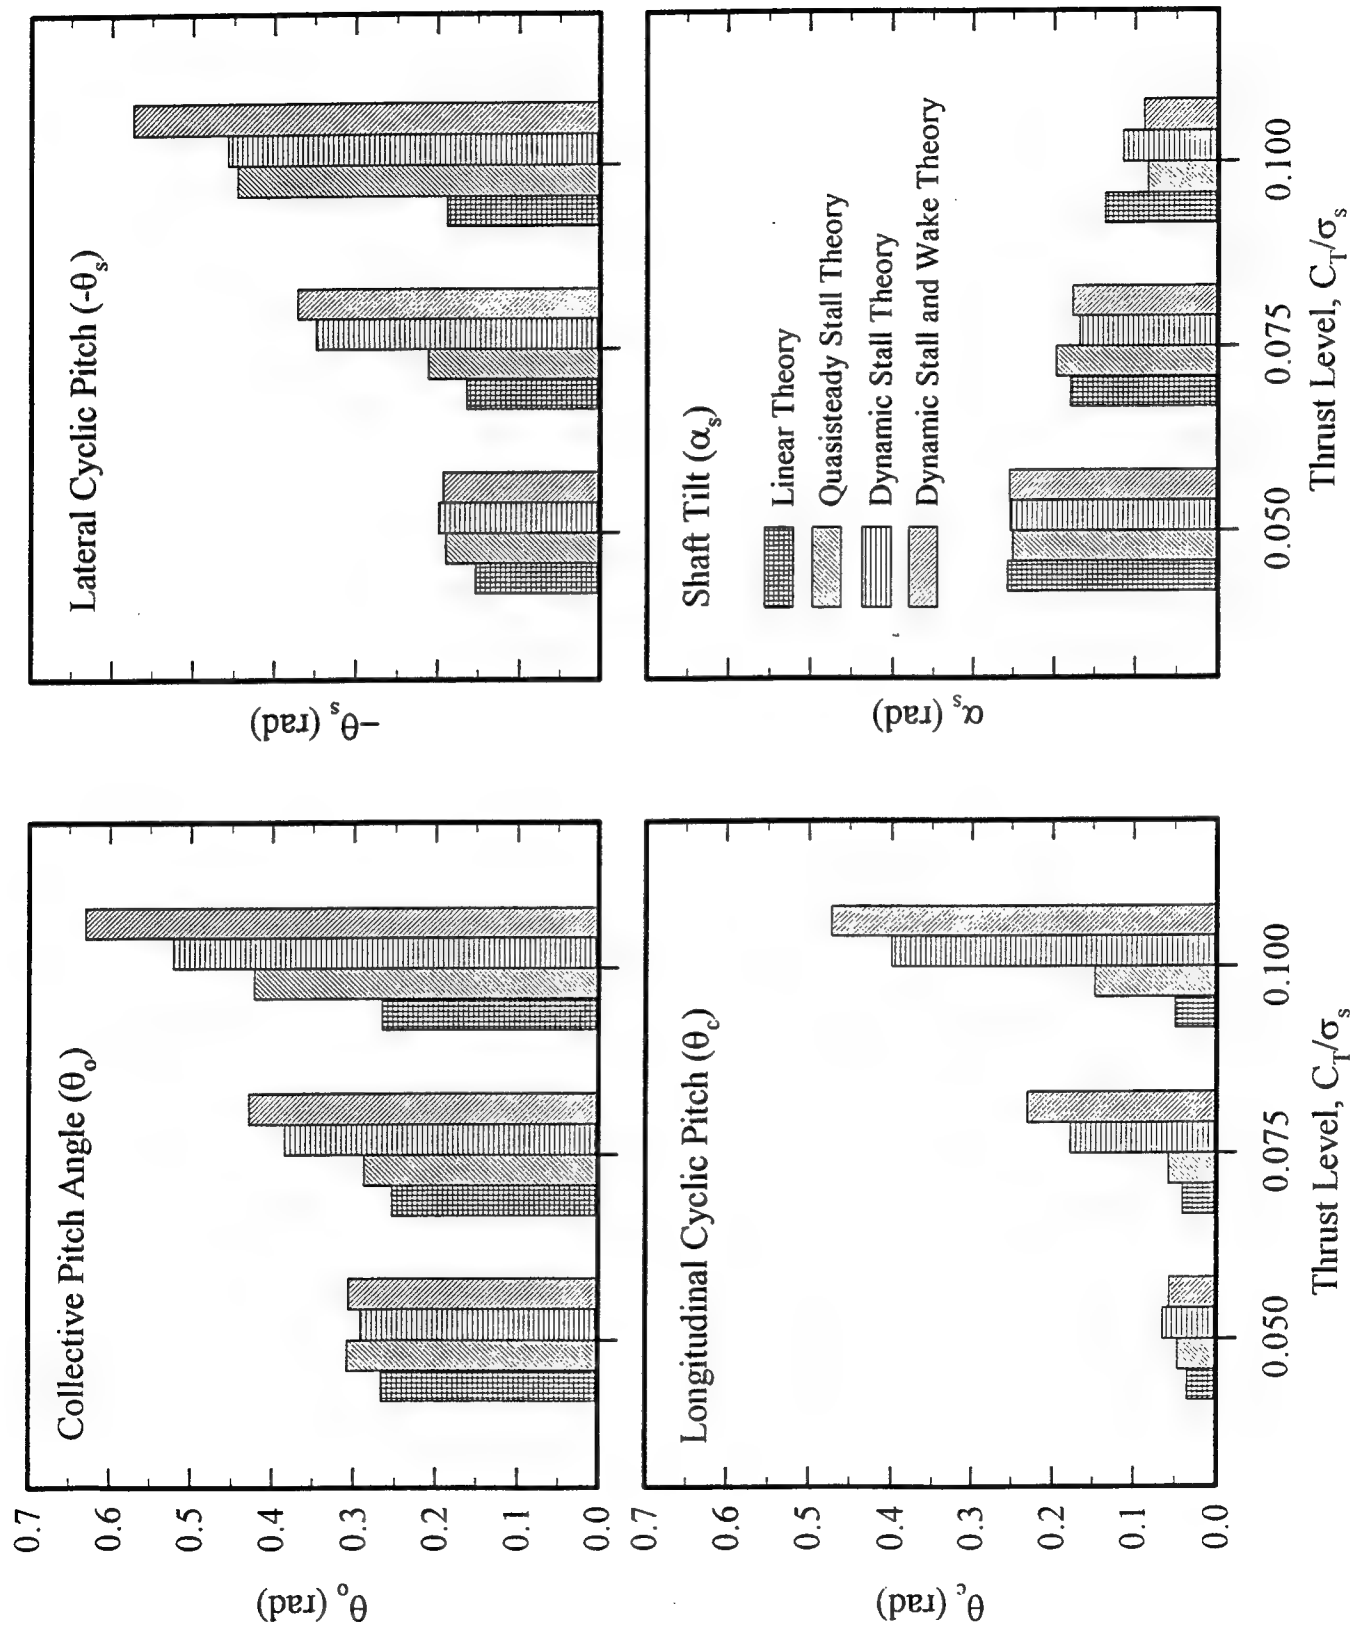 Collective Pitch Angle (θo)
θo (rad)
0.7
0.6
0.5
0.4
0.3
0.2
0.1
0.0
Lateral Cyclic Pitch (-θs)
−θs (rad)
Longitudinal Cyclic Pitch (θc)
θc (rad)
0.7
0.6
0.5
0.4
0.3
0.2
0.1
0.0
0.050
0.075
0.100
Thrust Level, CT/σs
Shaft Tilt (αs)
Linear Theory
Quasisteady Stall Theory
Dynamic Stall Theory
Dynamic Stall and Wake Theory
αs (rad)
0.050
0.075
0.100
Thrust Level, CT/σs